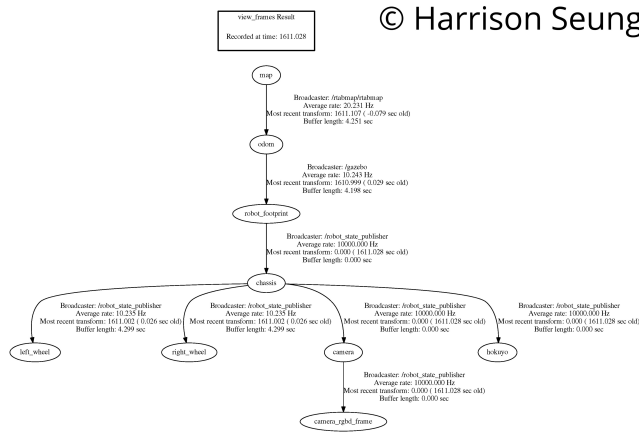 view_frames Result
Recorded at time: 1611.028
© Harrison Seung
map
Broadcaster: /rtabmap/rtabmap
Average rate: 20.231 Hz
Most recent transform: 1611.107 ( -0.079 sec old)
Buffer length: 4.251 sec
odom
Broadcaster: /gazebo
Average rate: 10.243 Hz
Most recent transform: 1610.999 ( 0.029 sec old)
Buffer length: 4.198 sec
robot_footprint
Broadcaster: /robot_state_publisher
Average rate: 10000.000 Hz
Most recent transform: 0.000 ( 1611.028 sec old)
Buffer length: 0.000 sec
chassis
Broadcaster: /robot_state_publisher
Average rate: 10.235 Hz
Most recent transform: 1611.002 ( 0.026 sec old)
Buffer length: 4.299 sec
Broadcaster: /robot_state_publisher
Average rate: 10.235 Hz
Most recent transform: 1611.002 ( 0.026 sec old)
Buffer length: 4.299 sec
Broadcaster: /robot_state_publisher
Average rate: 10000.000 Hz
Most recent transform: 0.000 ( 1611.028 sec old)
Buffer length: 0.000 sec
Broadcaster: /robot_state_publisher
Average rate: 10000.000 Hz
Most recent transform: 0.000 ( 1611.028 sec old)
Buffer length: 0.000 sec
left_wheel
right_wheel
camera
hokuyo
Broadcaster: /robot_state_publisher
Average rate: 10000.000 Hz
Most recent transform: 0.000 ( 1611.028 sec old)
Buffer length: 0.000 sec
camera_rgbd_frame